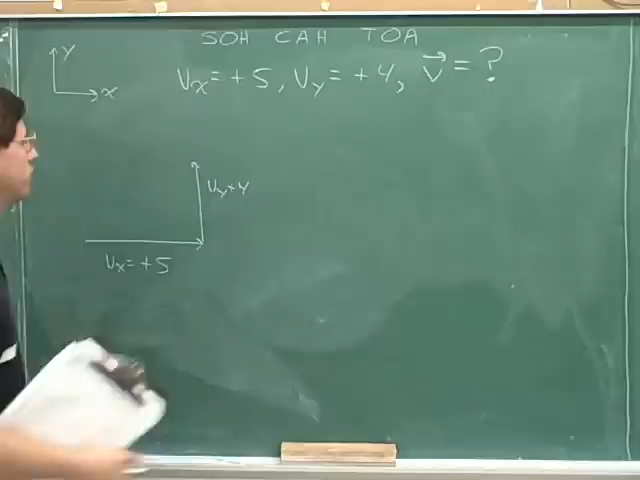 SOH CAH TOA
Y
x
Vx = +5, Vy = +4, v⃗ = ?
Vy+4
Vx = +5